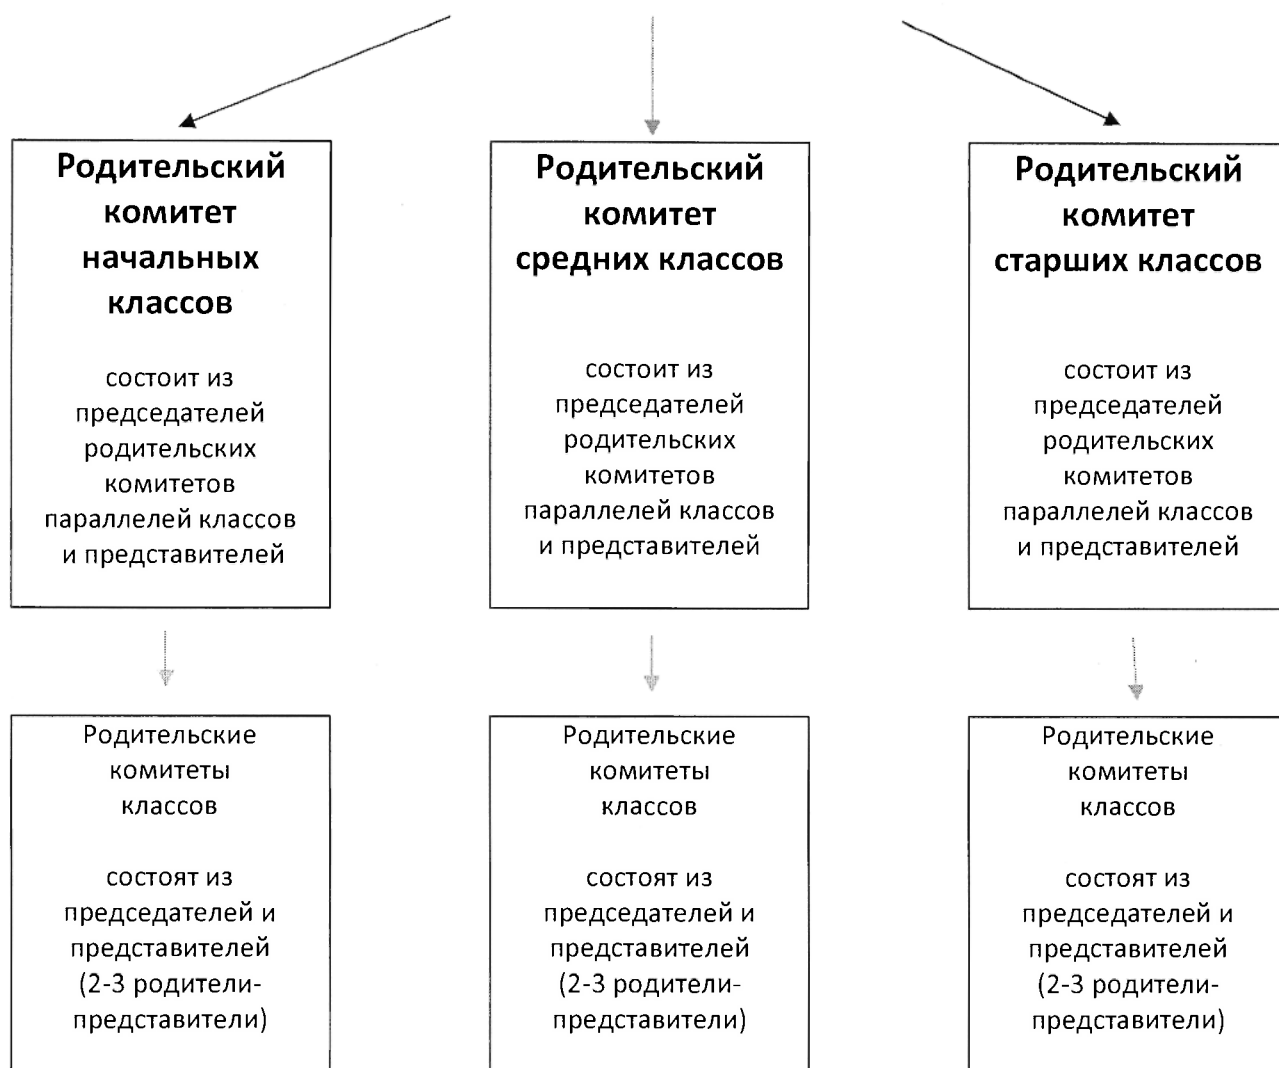 Родительский
комитет
начальных
классов
состоит из
председателей
родительских
комитетов
параллелей классов
и представителей
Родительский
комитет
средних классов
состоит из
председателей
родительских
комитетов
параллелей классов
и представителей
Родительский
комитет
старших классов
состоит из
председателей
родительских
комитетов
параллелей классов
и представителей
Родительские
комитеты
классов
состоят из
председателей и
представителей
(2-3 родители-
представители)
Родительские
комитеты
классов
состоят из
председателей и
представителей
(2-3 родители-
представители)
Родительские
комитеты
классов
состоят из
председателей и
представителей
(2-3 родители-
представители)